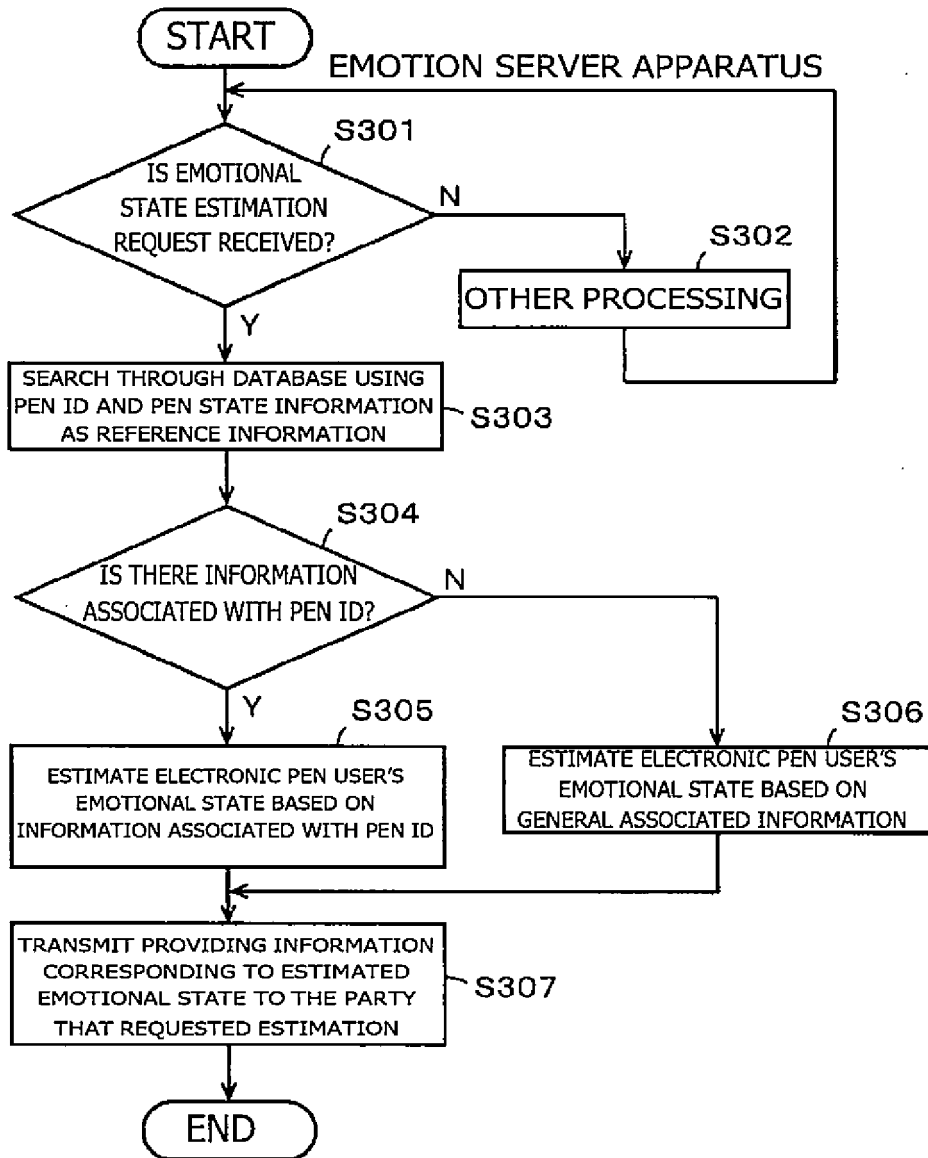 START
EMOTION SERVER APPARATUS
S301
IS EMOTIONAL
STATE ESTIMATION
REQUEST RECEIVED?
N
S302
OTHER PROCESSING
Y
SEARCH THROUGH DATABASE USING
PEN ID AND PEN STATE INFORMATION
AS REFERENCE INFORMATION
S303
S304
IS THERE INFORMATION
ASSOCIATED WITH PEN ID?
N
Y
S305
ESTIMATE ELECTRONIC PEN USER'S
EMOTIONAL STATE BASED ON
INFORMATION ASSOCIATED WITH PEN ID
S306
ESTIMATE ELECTRONIC PEN USER'S
EMOTIONAL STATE BASED ON
GENERAL ASSOCIATED INFORMATION
TRANSMIT PROVIDING INFORMATION
CORRESPONDING TO ESTIMATED
EMOTIONAL STATE TO THE PARTY
THAT REQUESTED ESTIMATION
S307
END